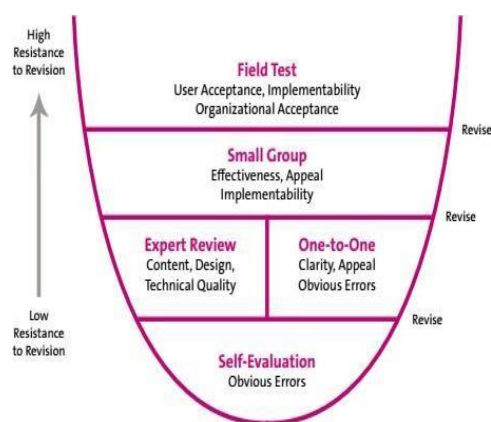 High
Resistance
to Revision
Field Test
User Acceptance, Implementability
Organizational Acceptance
Revise
Small Group
Effectiveness, Appeal
Implementability
Revise
Expert Review
Content, Design,
Technical Quality
One-to-One
Clarity, Appeal
Obvious Errors
Low
Resistance
to Revision
Revise
Self-Evaluation
Obvious Errors